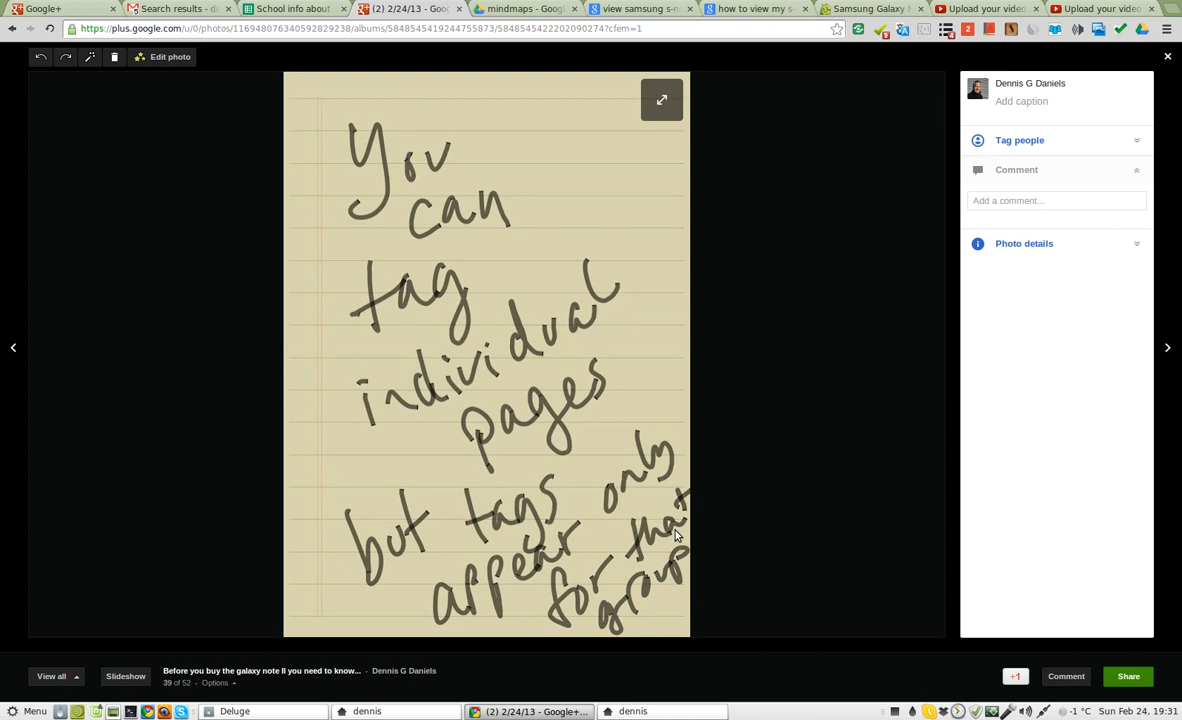 Google+
Search results - d
School info about
(2) 2/24/13 - Goo
mindmaps - Googl
view samsung s-n
how to view my s-
Samsung Galaxy N
Upload your video
Upload your video
https://plus.google.com/u/0/photos/116948076340592829238/albums/5848545419244755873/5848545422202090274?cfem=1
Edit photo
You
can
tag
individual
pages
but tags only
appear for that
group
Dennis G Daniels
Add caption
Tag people
Comment
Add a comment...
Photo details
View all
Slideshow
Before you buy the galaxy note II you need to know... - Dennis G Daniels
39 of 52 - Options
+1
Comment
Share
Menu
Deluge
dennis
(2) 2/24/13 - Google+...
dennis
-1 °C
Sun Feb 24, 19:31